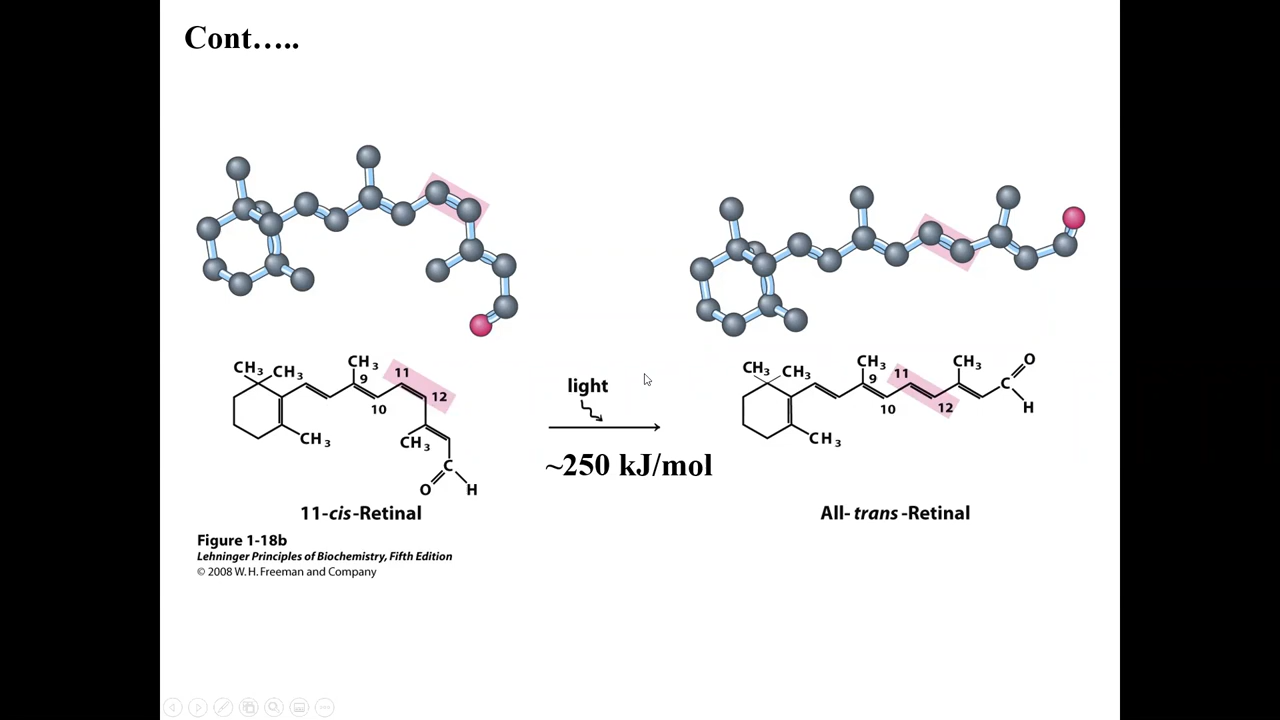 Cont…..
CH3 CH3 CH3 9 11 12
10
CH3 CH3
C
O H
light
~250 kJ/mol
CH3 CH3 CH3 9 11 CH3 O
10 12 C
H
CH3
11-cis-Retinal
All-trans-Retinal
Figure 1-18b
Lehninger Principles of Biochemistry, Fifth Edition
© 2008 W. H. Freeman and Company